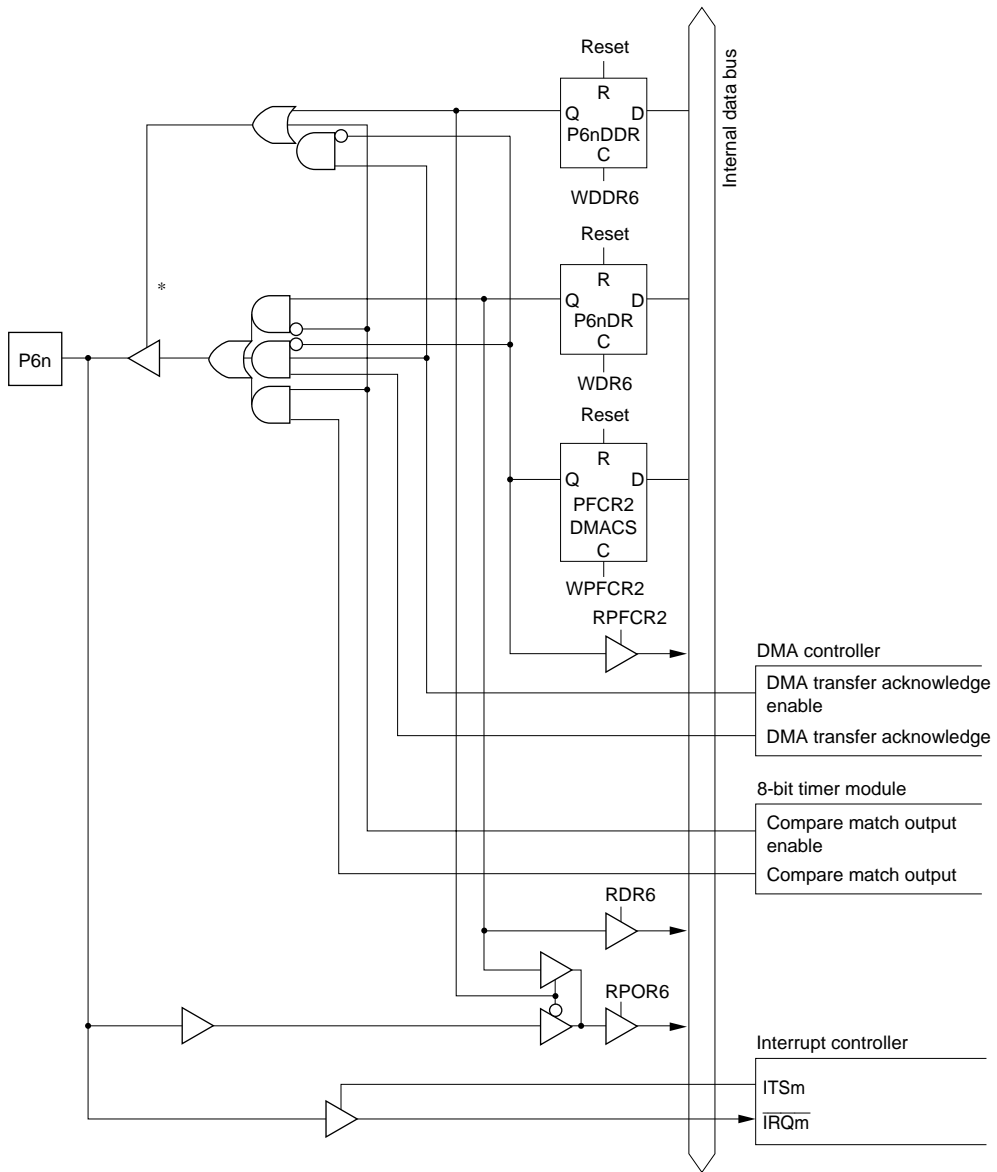 Reset
R
Q D
P6nDDR
C
WDDR6
Internal data bus
Reset
R
Q D
P6nDR
C
WDR6
*
P6n
Reset
R
Q D
PFCR2
DMACS
C
WPFCR2
RPFCR2
DMA controller
DMA transfer acknowledge
enable
DMA transfer acknowledge
8-bit timer module
Compare match output
enable
Compare match output
RDR6
RPOR6
Interrupt controller
ITSm
I̅R̅Q̅m̅